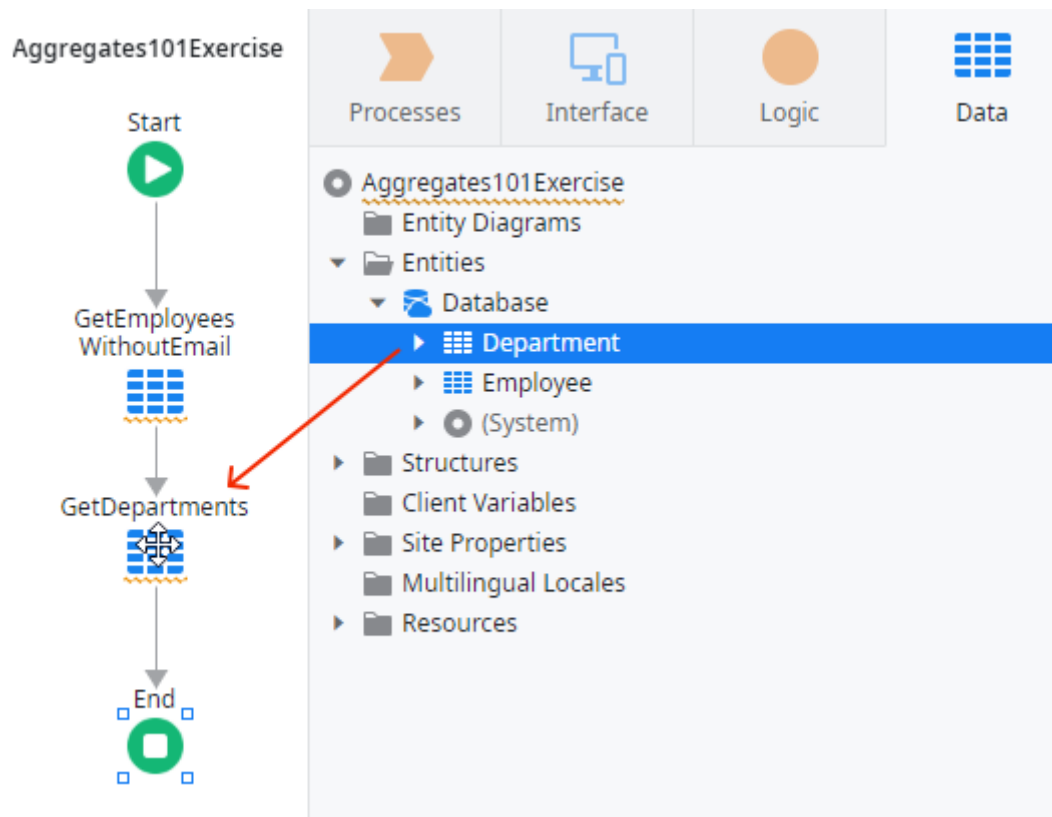 Aggregates101Exercise
Start
GetEmployees
WithoutEmail
GetDepartments
End
Processes
Interface
Logic
Data
Aggregates101Exercise
Entity Diagrams
Entities
Database
Department
Employee
(System)
Structures
Client Variables
Site Properties
Multilingual Locales
Resources